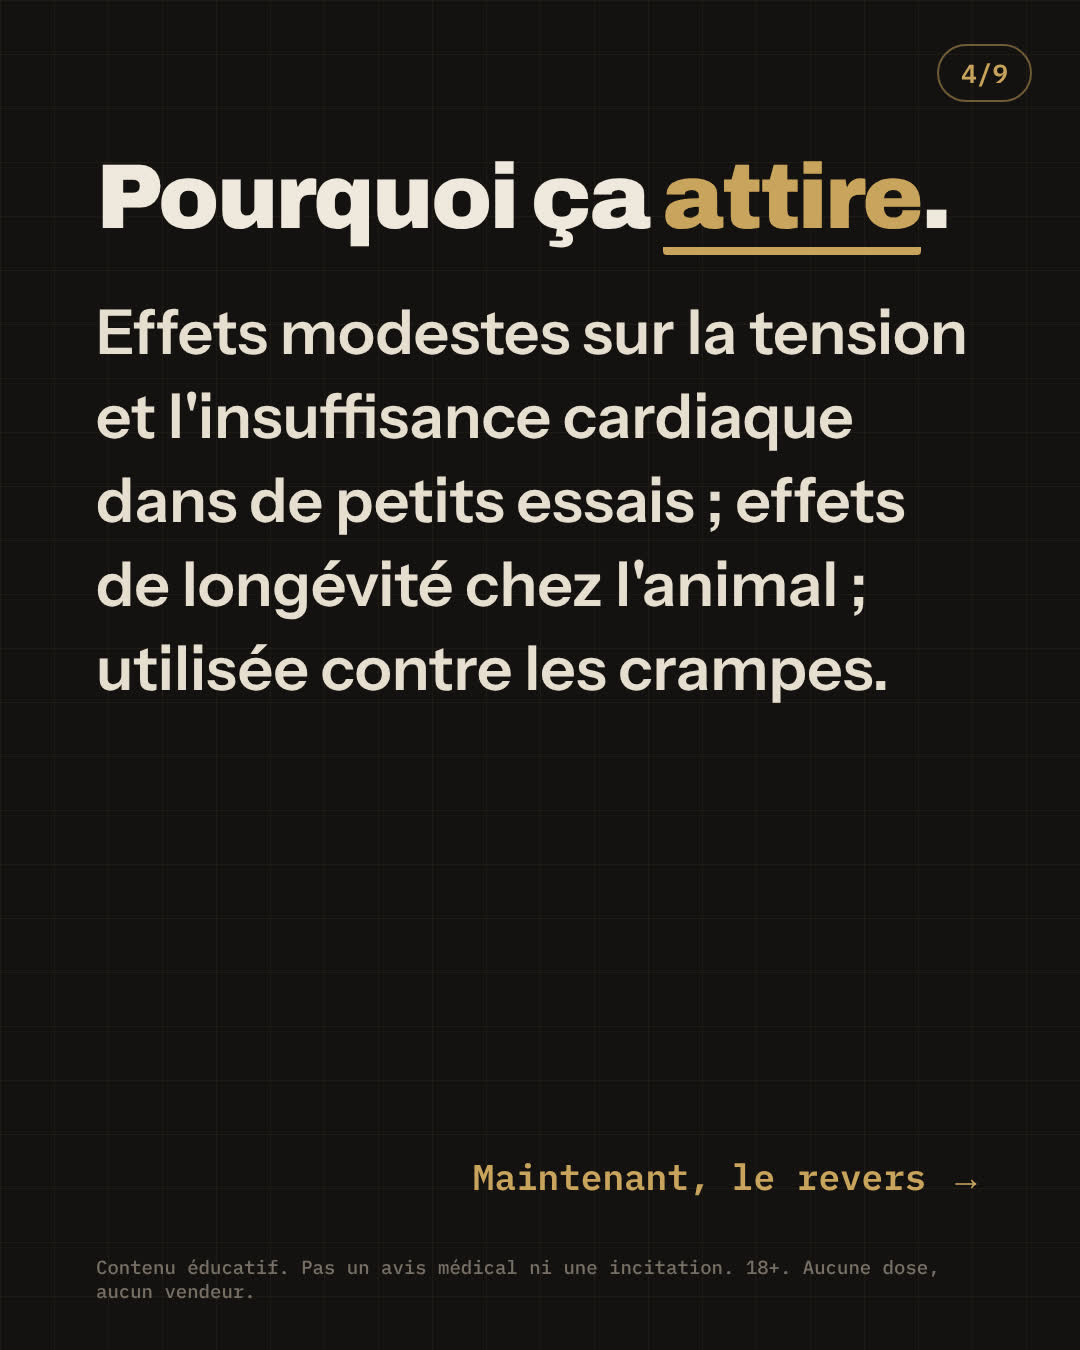 4/9
Pourquoi ça attire.
Effets modestes sur la tension
et l'insuffisance cardiaque
dans de petits essais ; effets
de longévité chez l'animal ;
utilisée contre les crampes.
Maintenant, le revers →
Contenu éducatif. Pas un avis médical ni une incitation. 18+. Aucune dose,
aucun vendeur.